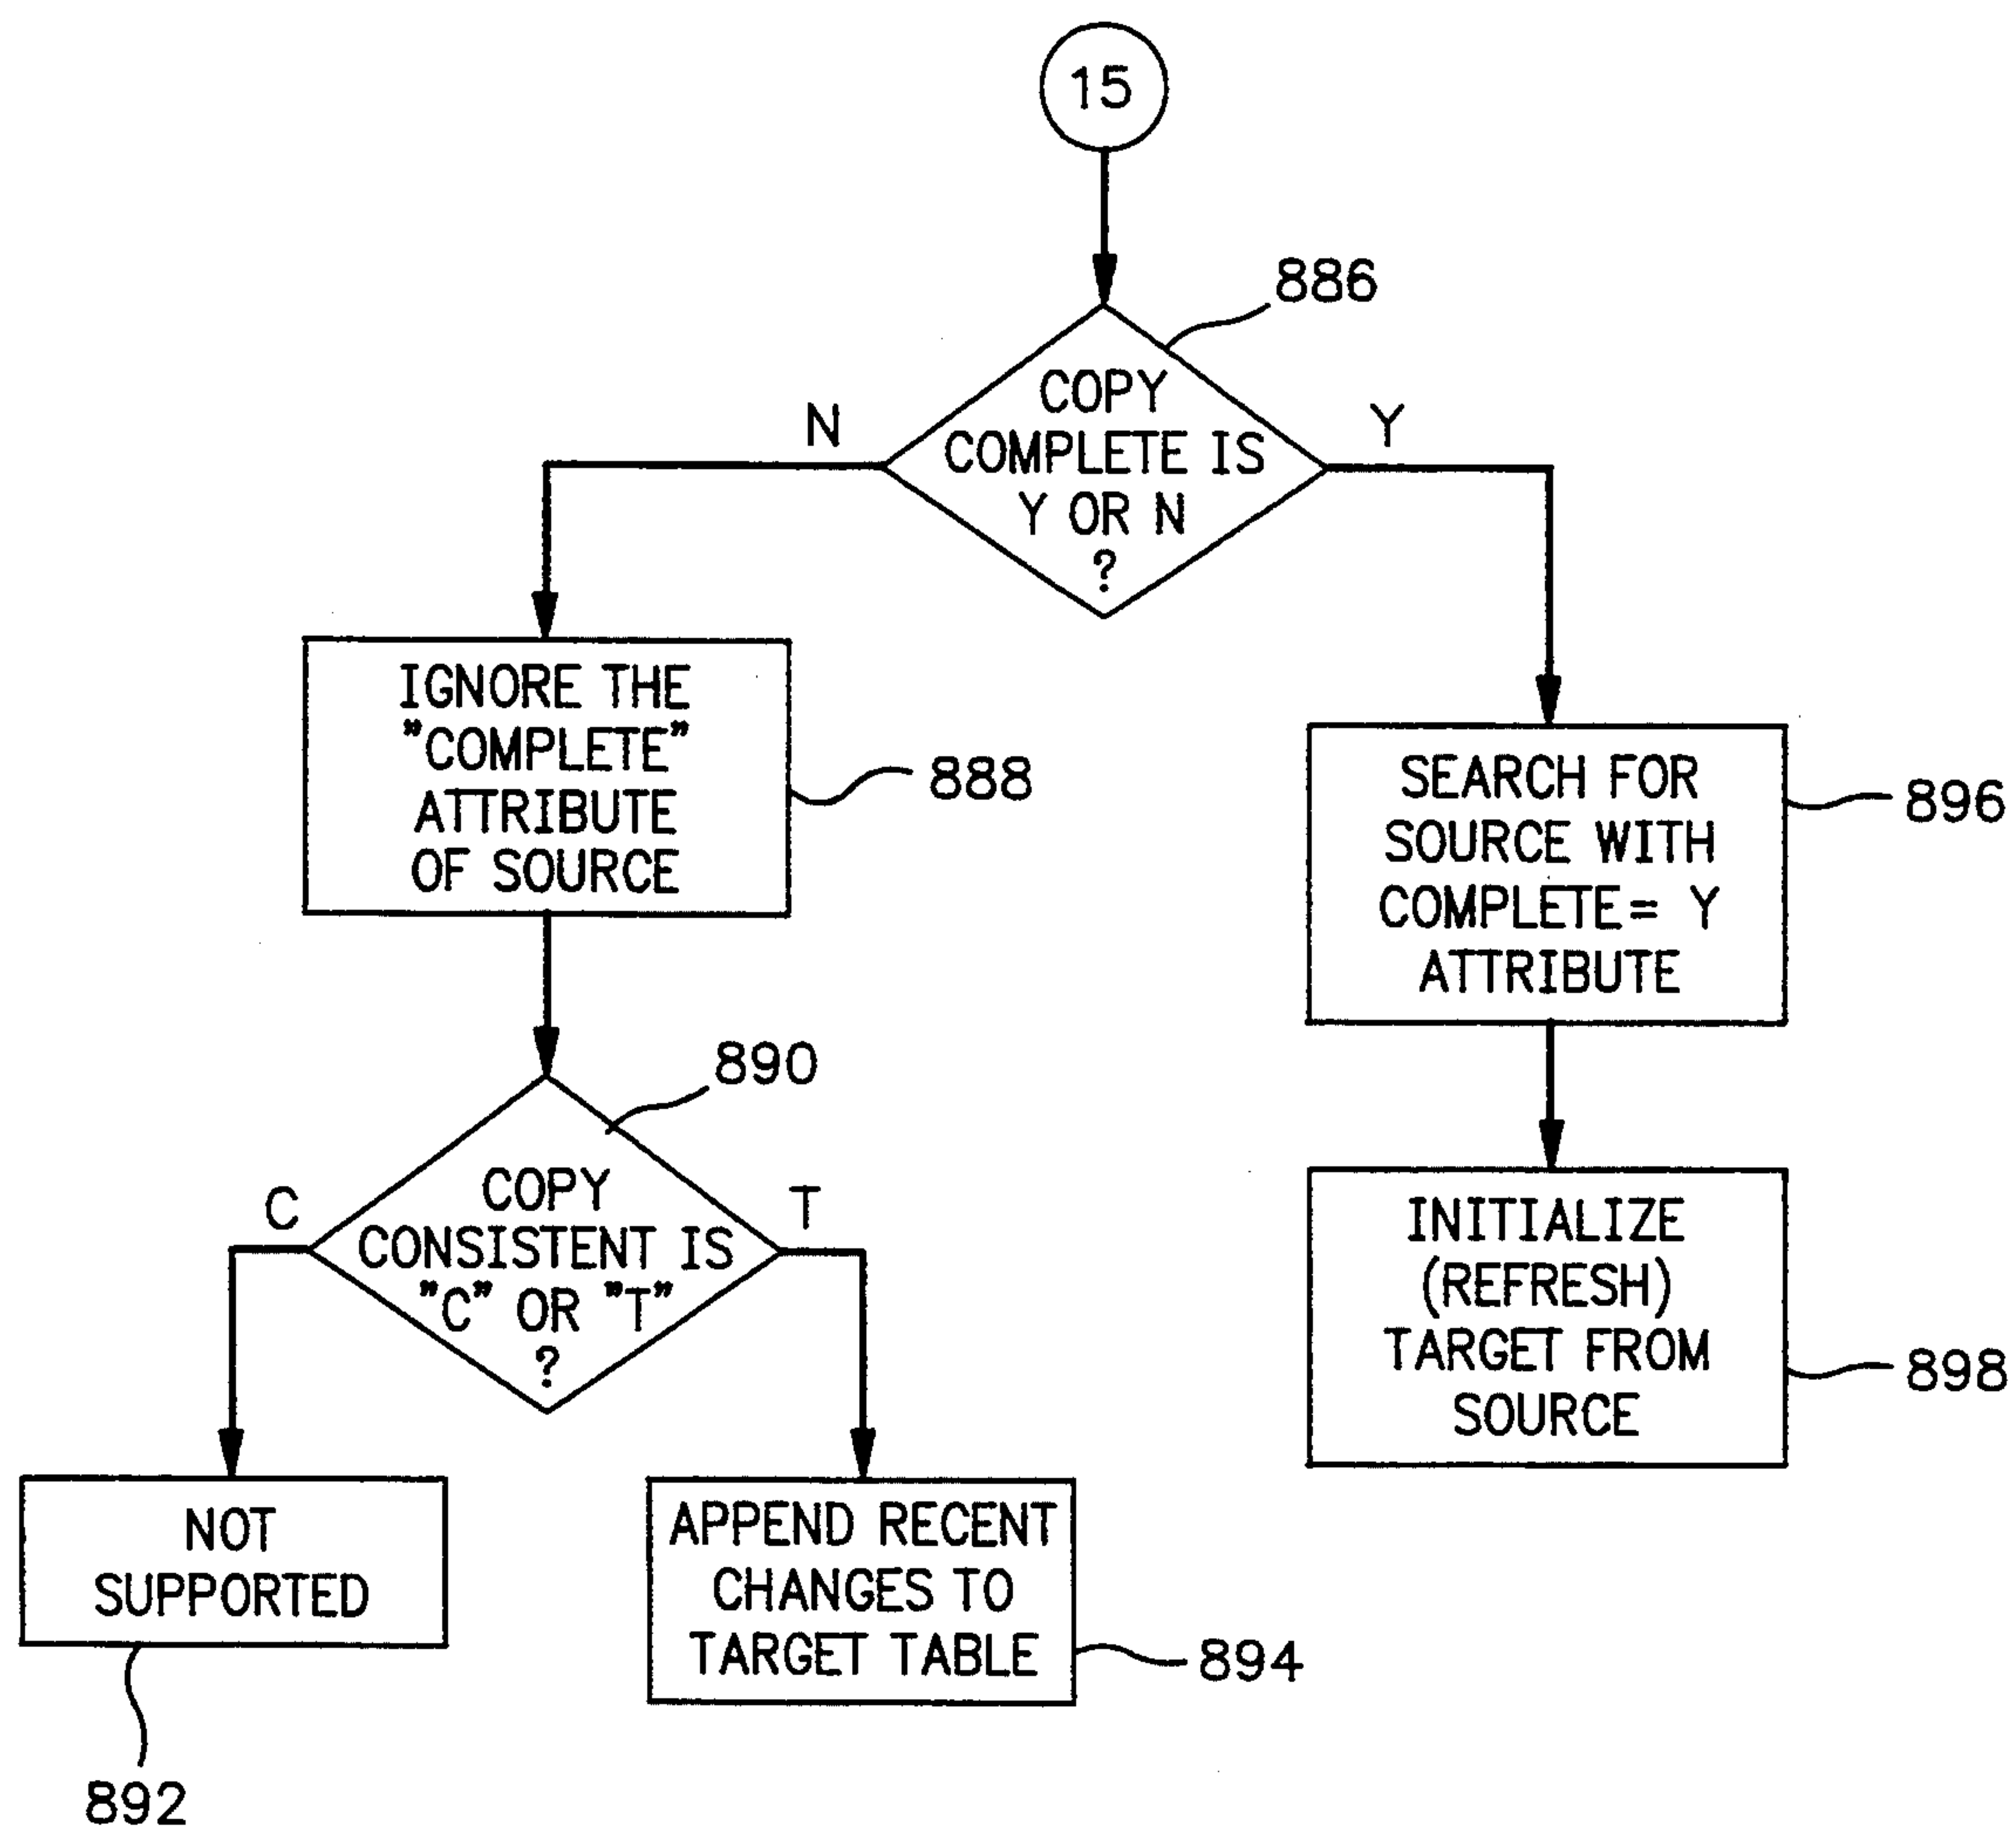 15
886
COPY
COMPLETE IS
Y OR N
?
N
Y
IGNORE THE
"COMPLETE"
ATTRIBUTE
OF SOURCE
888
SEARCH FOR
SOURCE WITH
COMPLETE= Y
ATTRIBUTE
896
890
COPY
CONSISTENT IS
"C" OR "T"
?
C
T
INITIALIZE
(REFRESH)
TARGET FROM
SOURCE
898
NOT
SUPPORTED
892
APPEND RECENT
CHANGES TO
TARGET TABLE
894